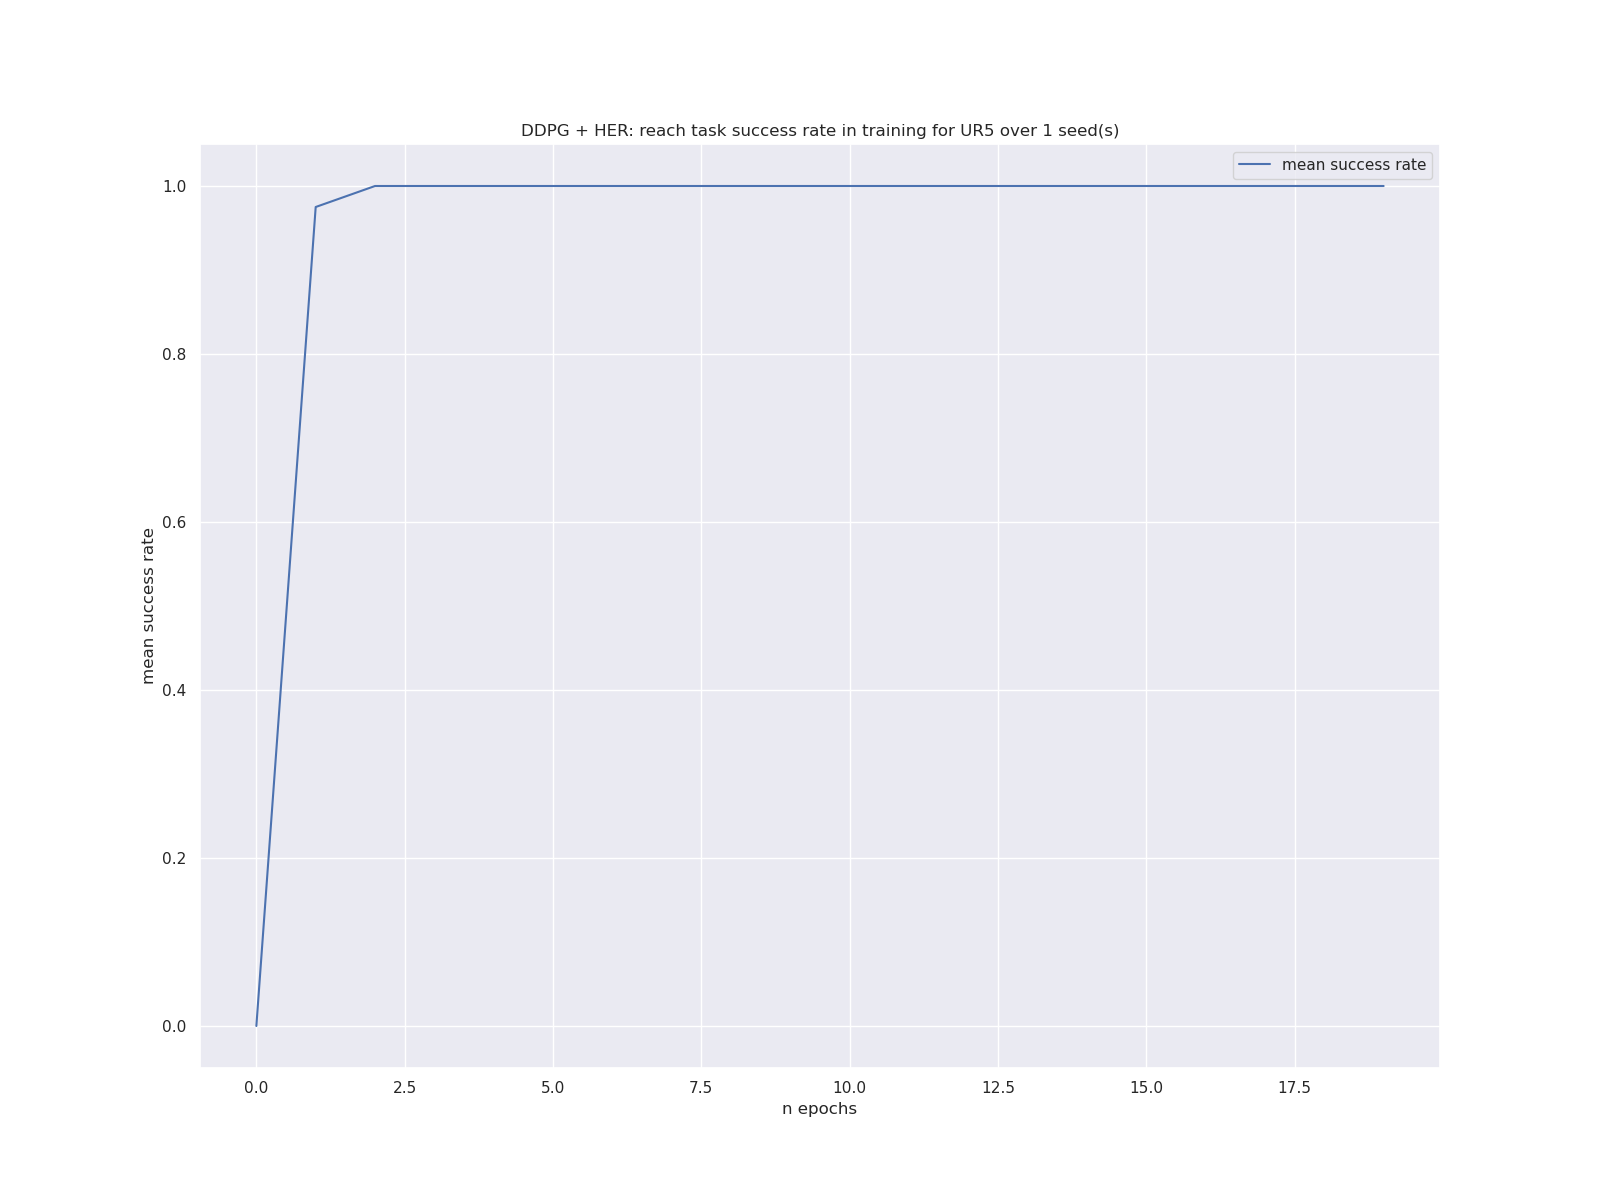 DDPG + HER: reach task success rate in training for UR5 over 1 seed(s)
mean success rate
1.0
0.8
0.6
0.4
0.2
0.0
mean success rate
0.0 2.5 5.0 7.5 10.0 12.5 15.0 17.5
n epochs